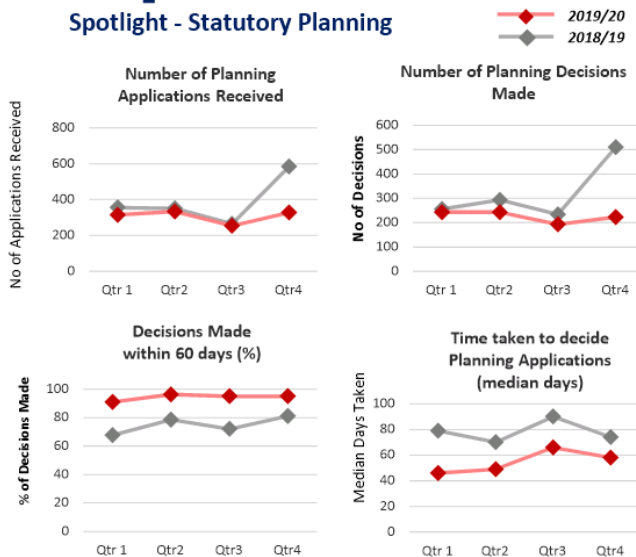 Spotlight - Statutory Planning
2019/20
2018/19
Number of Planning
Applications Received
No of Applications Received
800
600
400
200
0
Qtr 1 Qtr2 Qtr3 Qtr4
Number of Planning Decisions
Made
No of Decisions
600
500
400
300
200
100
0
Qtr 1 Qtr2 Qtr3 Qtr4
Decisions Made
within 60 days (%)
% of Decisions Made
100
80
60
40
20
0
Qtr 1 Qtr2 Qtr3 Qtr4
Time taken to decide
Planning Applications
(median days)
Median Days Taken
100
80
60
40
20
0
Qtr 1 Qtr2 Qtr3 Qtr4